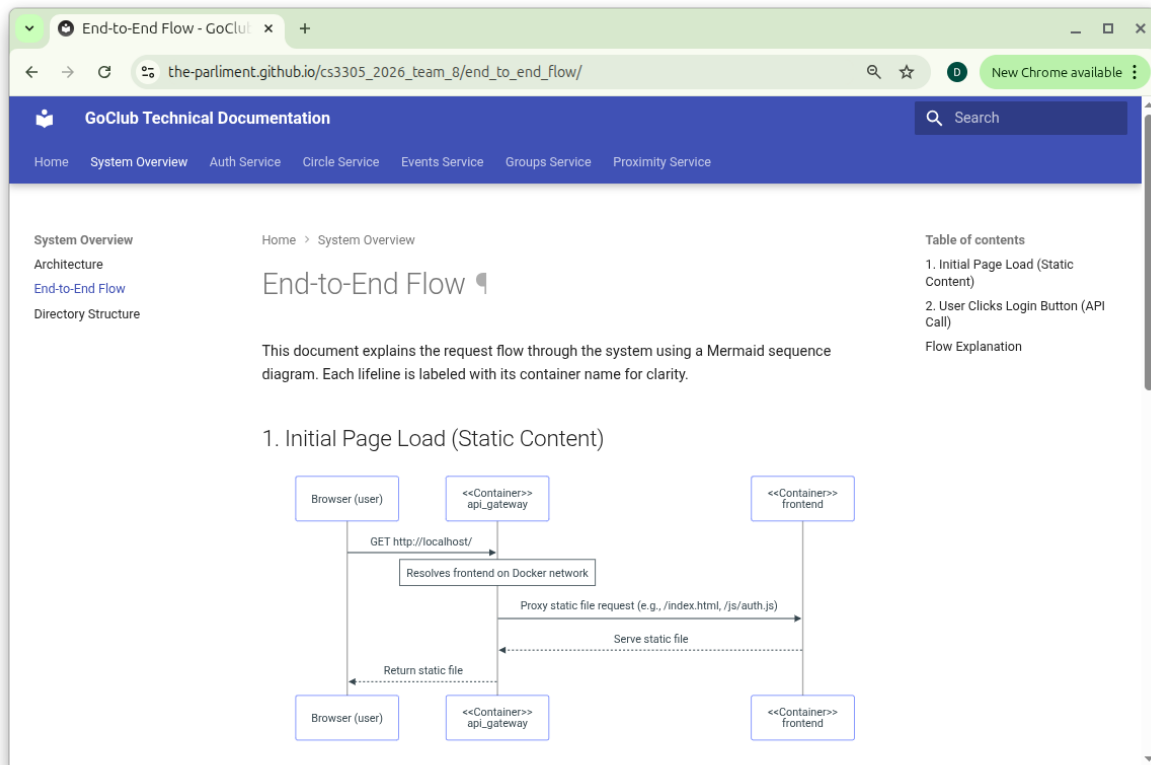 End-to-End Flow - GoClub
the-parliment.github.io/cs3305_2026_team_8/end_to_end_flow/
D
New Chrome available
GoClub Technical Documentation
Search
Home System Overview Auth Service Circle Service Events Service Groups Service Proximity Service
System Overview
Architecture
End-to-End Flow
Directory Structure
Home > System Overview
End-to-End Flow ¶
This document explains the request flow through the system using a Mermaid sequence
diagram. Each lifeline is labeled with its container name for clarity.
1. Initial Page Load (Static Content)
Browser (user)
<<Container>>
api_gateway
<<Container>>
frontend
GET http://localhost/
Resolves frontend on Docker network
Proxy static file request (e.g., /index.html, /js/auth.js)
Serve static file
Return static file
Browser (user)
<<Container>>
api_gateway
<<Container>>
frontend
Table of contents
1. Initial Page Load (Static
Content)
2. User Clicks Login Button (API
Call)
Flow Explanation